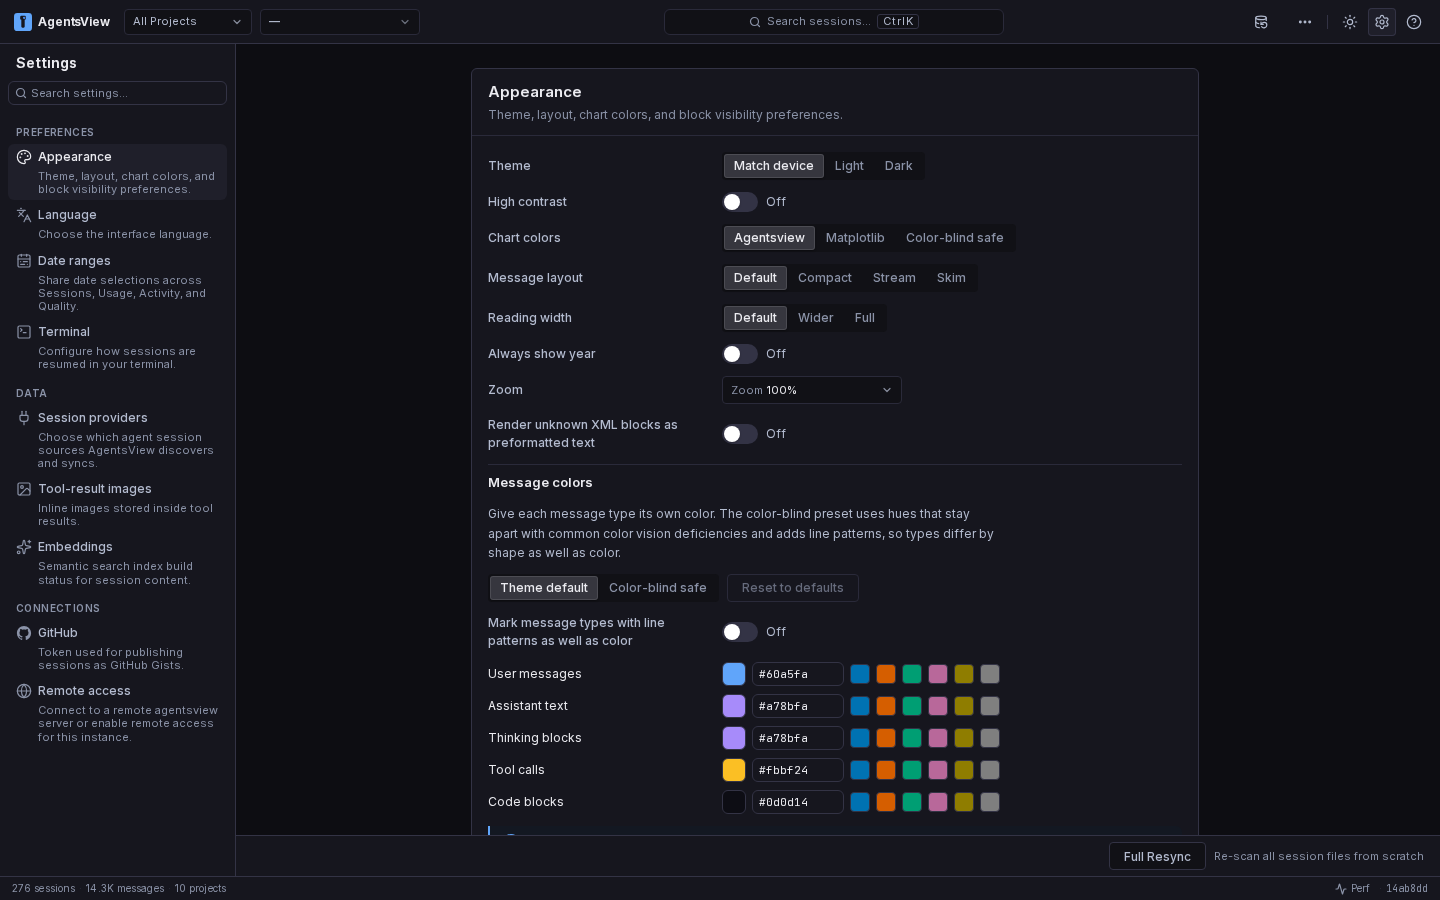 AgentsView
All Projects
—
Search sessions... CtrlK
Settings
Search settings...
PREFERENCES
Appearance
Theme, layout, chart colors, and
block visibility preferences.
Language
Choose the interface language.
Date ranges
Share date selections across
Sessions, Usage, Activity, and
Quality.
Terminal
Configure how sessions are
resumed in your terminal.
DATA
Session providers
Choose which agent session
sources AgentsView discovers
and syncs.
Tool-result images
Inline images stored inside tool
results.
Embeddings
Semantic search index build
status for session content.
CONNECTIONS
GitHub
Token used for publishing
sessions as GitHub Gists.
Remote access
Connect to a remote agentsview
server or enable remote access
for this instance.
Appearance
Theme, layout, chart colors, and block visibility preferences.
Theme Match device Light Dark
High contrast Off
Chart colors Agentsview Matplotlib Color-blind safe
Message layout Default Compact Stream Skim
Reading width Default Wider Full
Always show year Off
Zoom Zoom 100%
Render unknown XML blocks as
preformatted text Off
Message colors
Give each message type its own color. The color-blind preset uses hues that stay
apart with common color vision deficiencies and adds line patterns, so types differ by
shape as well as color.
Theme default Color-blind safe Reset to defaults
Mark message types with line
patterns as well as color Off
User messages #60a5fa
Assistant text #a78bfa
Thinking blocks #a78bfa
Tool calls #fbbf24
Code blocks #0d0d14
Full Resync Re-scan all session files from scratch
276 sessions 14.3K messages 10 projects Perf 14ab8dd